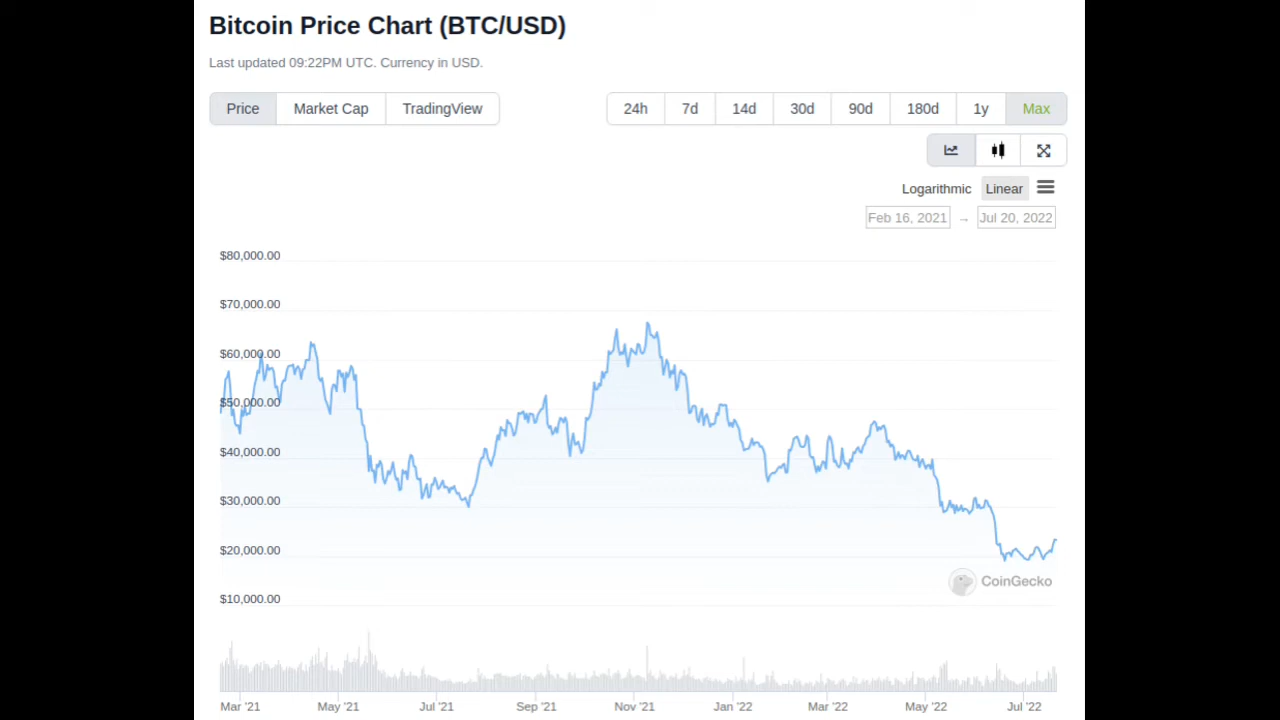 Bitcoin Price Chart (BTC/USD)
Last updated 09:22PM UTC. Currency in USD.
Price Market Cap TradingView 24h 7d 14d 30d 90d 180d 1y Max
Logarithmic Linear
Feb 16, 2021 → Jul 20, 2022
$80,000.00
$70,000.00
$60,000.00
$50,000.00
$40,000.00
$30,000.00
$20,000.00
CoinGecko
$10,000.00
Mar '21 May '21 Jul '21 Sep '21 Nov '21 Jan '22 Mar '22 May '22 Jul '22